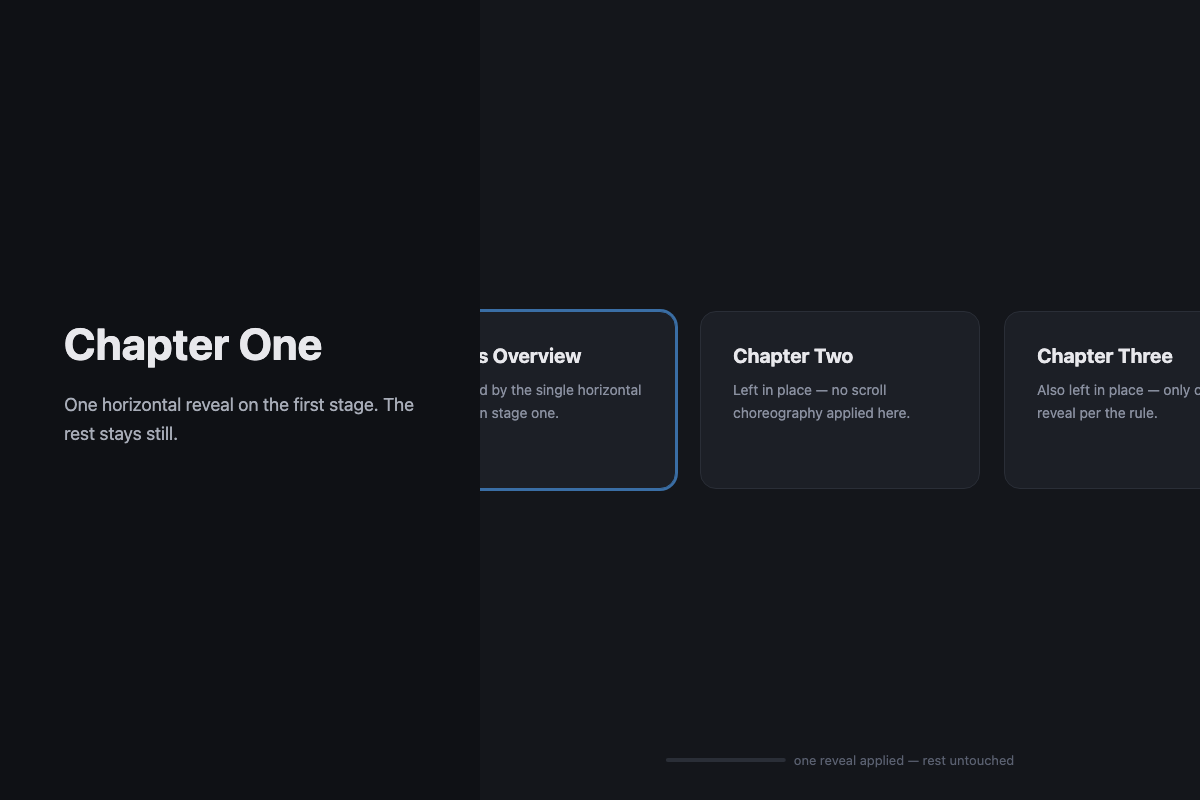 Chapter One
One horizontal reveal on the first stage. The
rest stays still.
s Overview
d by the single horizontal
n stage one.
Chapter Two
Left in place — no scroll
choreography applied here.
Chapter Three
Also left in place — only
reveal per the rule.
one reveal applied — rest untouched